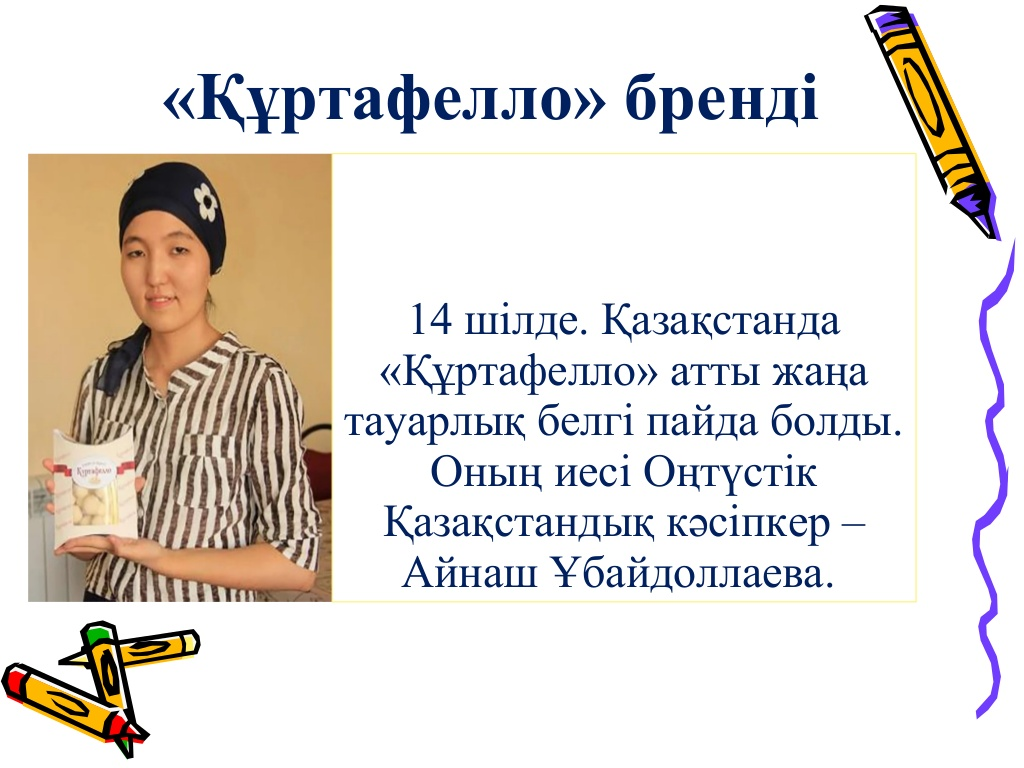 «Құртафелло» бренді
14 шілде. Қазақстанда
«Құртафелло» атты жаңа
тауарлық белгі пайда болды.
Оның иесі Оңтүстік
Қазақстандық кәсіпкер –
Айнаш Ұбайдоллаева.
Құртафелло